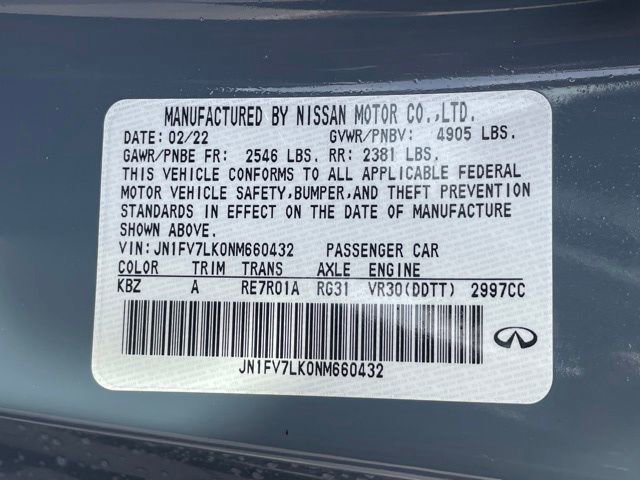 MANUFACTURED BY NISSAN MOTOR CO.,LTD.
DATE: 02/22 GVWR/PNBV: 4905 LBS.
GAWR/PNBE FR: 2546 LBS. RR: 2381 LBS.
THIS VEHICLE CONFORMS TO ALL APPLICABLE FEDERAL
MOTOR VEHICLE SAFETY,BUMPER,AND THEFT PREVENTION
STANDARDS IN EFFECT ON THE DATE OF MANUFACTURE
SHOWN ABOVE.
VIN:JN1FV7LK0NM660432 PASSENGER CAR
COLOR TRIM TRANS AXLE ENGINE
KBZ A RE7R01A RG31 VR30(DDTT) 2997CC
JN1FV7LK0NM660432